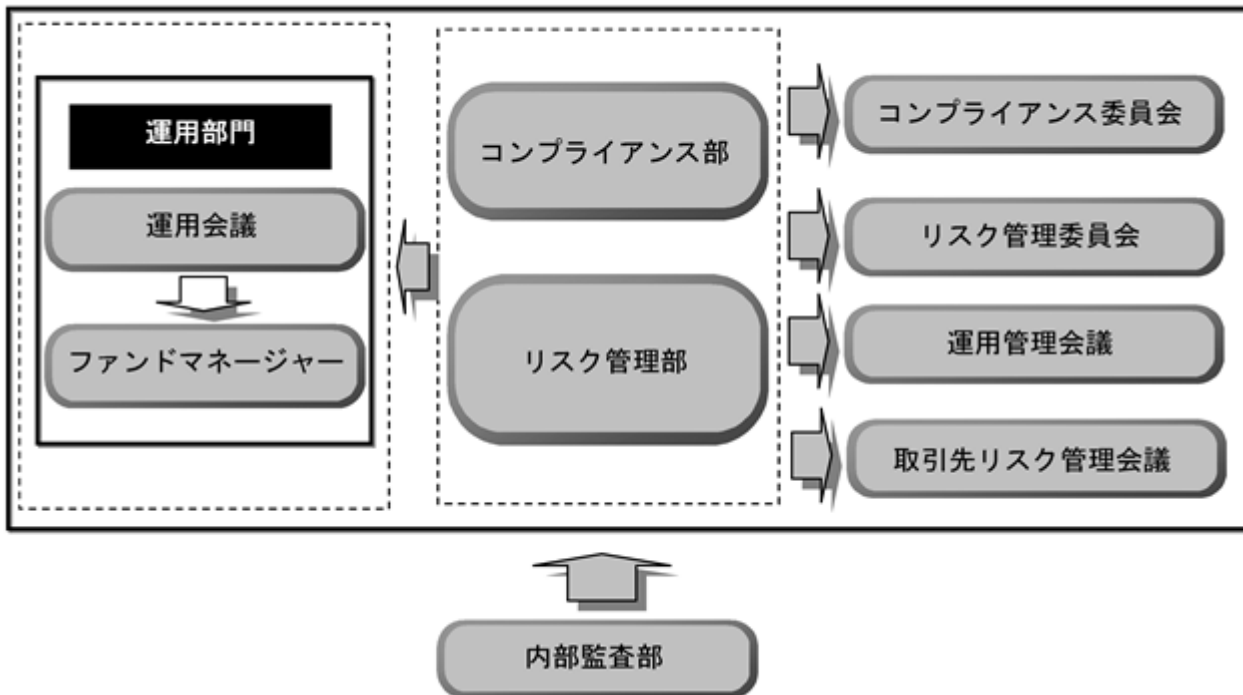 運用部門
運用会議
ファンドマネージャー
コンプライアンス部
リスク管理部
コンプライアンス委員会
リスク管理委員会
運用管理会議
取引先リスク管理会議
内部監査部